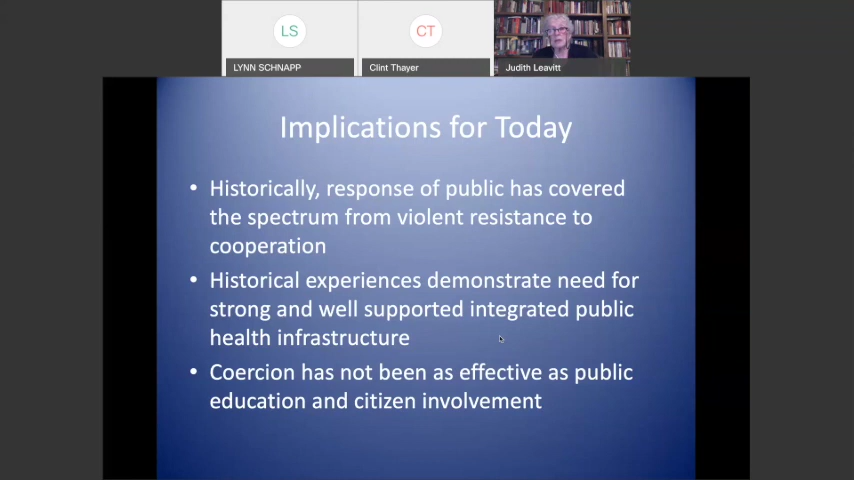 LS
CT
LYNN SCHNAPP
Clint Thayer
Judith Leavitt
Implications for Today
• Historically, response of public has covered
the spectrum from violent resistance to
cooperation
• Historical experiences demonstrate need for
strong and well supported integrated public
health infrastructure
• Coercion has not been as effective as public
education and citizen involvement